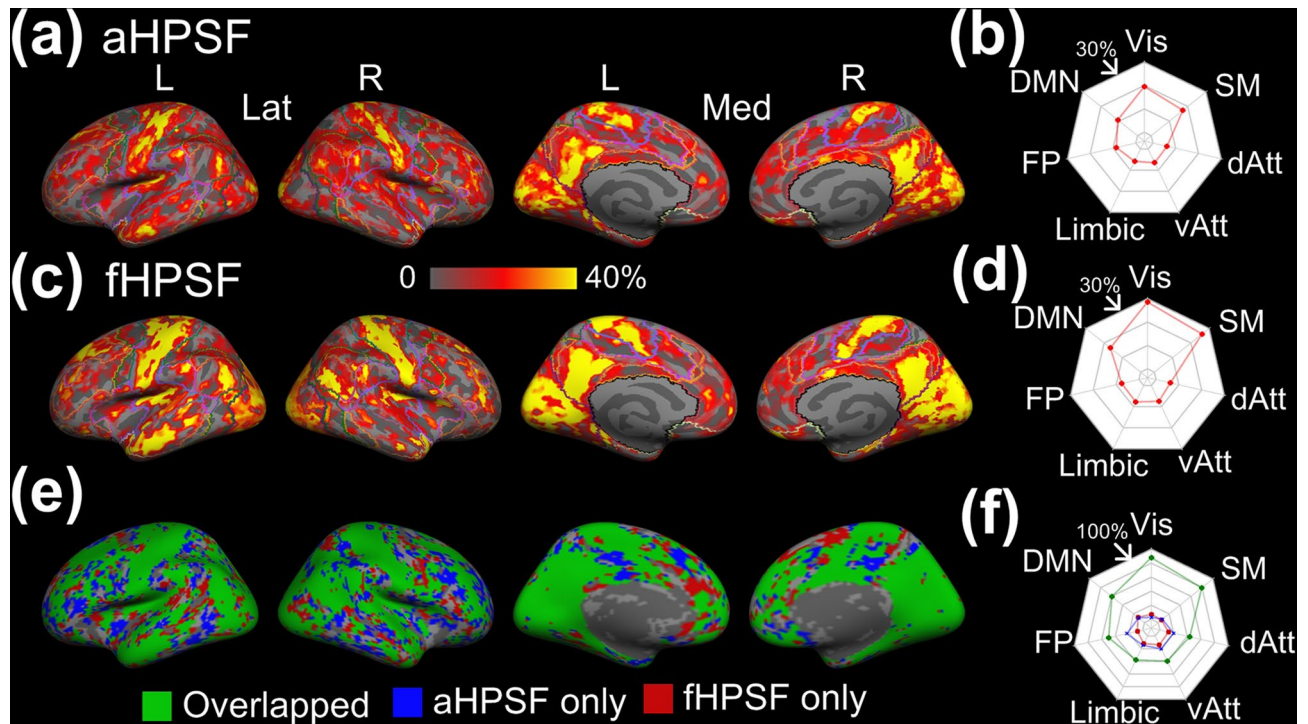 (a) aHPSF
L R L R
Lat Med
(b)
30% Vis
DMN SM
FP dAtt
Limbic vAtt
(c) fHPSF
0 40%
(d)
30% Vis
DMN SM
FP dAtt
Limbic vAtt
(e)
(f)
100% Vis
DMN SM
FP dAtt
Limbic vAtt
Overlapped aHPSF only fHPSF only